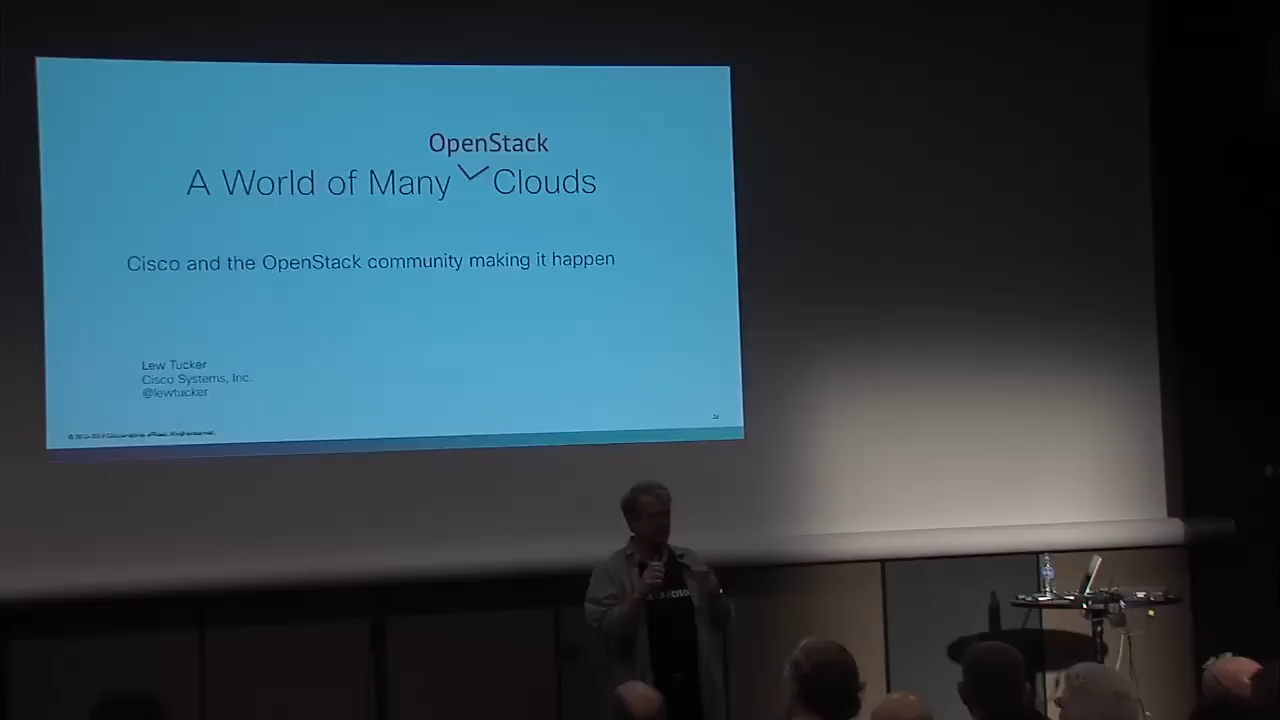 OpenStack
A World of Many Clouds
Cisco and the OpenStack community making it happen
Lew Tucker
Cisco Systems, Inc.
@lewtucker